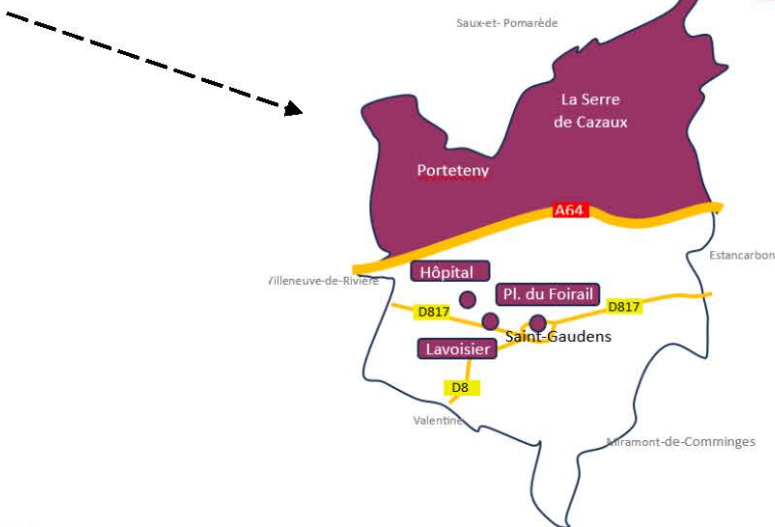 Saux-et- Pomarède
La Serre
de Cazaux
Porteteny
A64
Estancarbon
Villeneuve-de-Rivière
Hôpital
Pl. du Foirail
D817
D817
Saint-Gaudens
Lavoisier
D8
Valentine
Miramont-de-Comminges